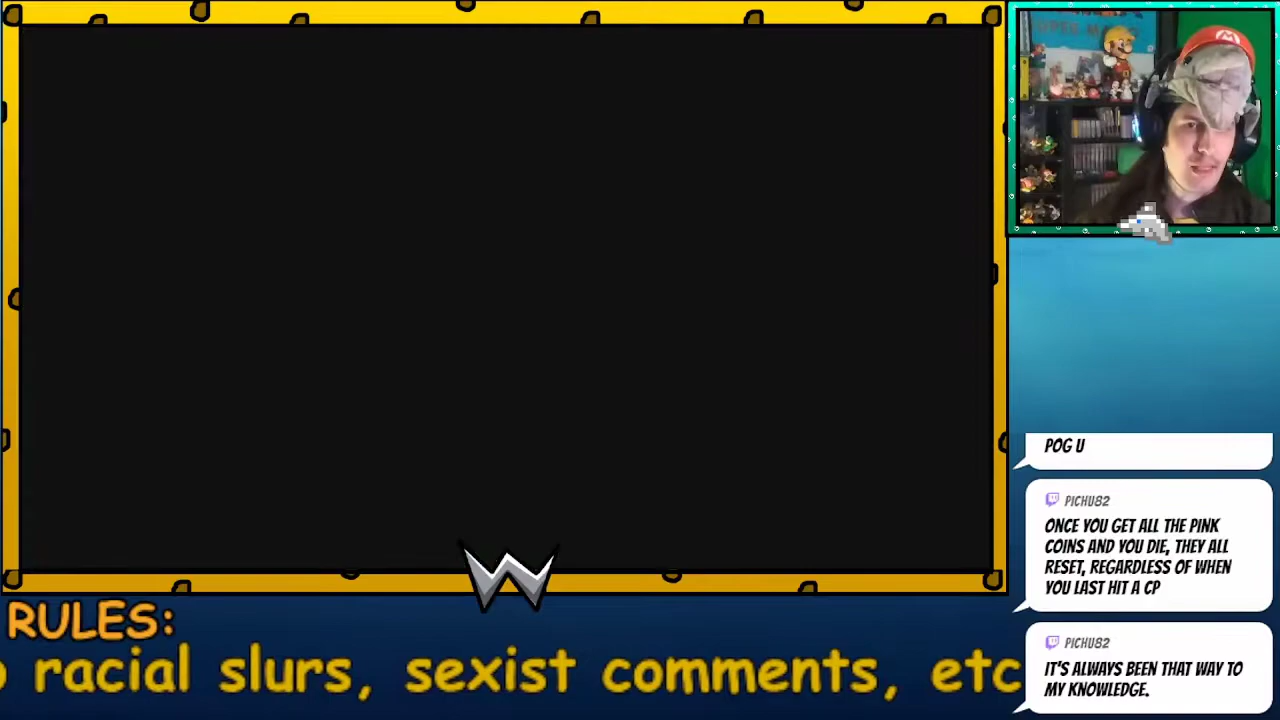 UPER M
M
POG U
PICHU82
ONCE YOU GET ALL THE PINK
COINS AND YOU DIE, THEY ALL
RESET, REGARDLESS OF WHEN
YOU LAST HIT A CP
PICHU82
IT'S ALWAYS BEEN THAT WAY TO
MY KNOWLEDGE.
W
RULES:
racial slurs, sexist comments, etc